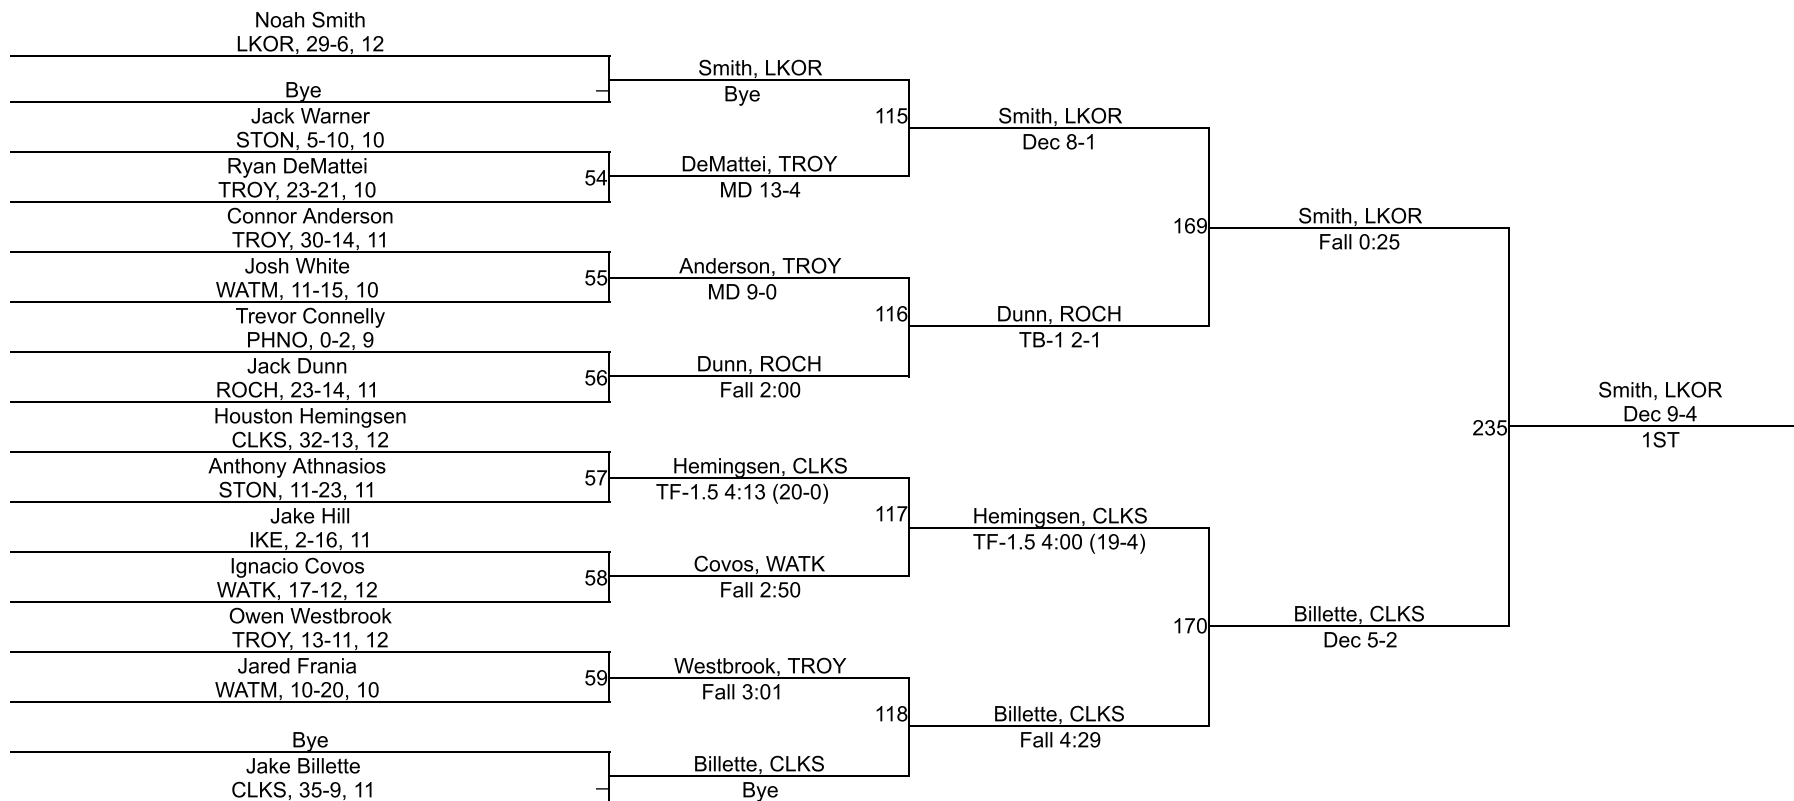 Noah Smith
LKOR, 29-6, 12
Bye
Jack Warner
STON, 5-10, 10
Ryan DeMattei
TROY, 23-21, 10
54
Connor Anderson
TROY, 30-14, 11
Josh White
WATM, 11-15, 10
55
Trevor Connelly
PHNO, 0-2, 9
Jack Dunn
ROCH, 23-14, 11
56
Houston Hemingsen
CLKS, 32-13, 12
Anthony Athnasios
STON, 11-23, 11
57
Jake Hill
IKE, 2-16, 11
Ignacio Covos
WATK, 17-12, 12
58
Owen Westbrook
TROY, 13-11, 12
Jared Frania
WATM, 10-20, 10
59
Bye
Jake Billette
CLKS, 35-9, 11
Smith, LKOR
Bye
115
DeMattei, TROY
MD 13-4
Anderson, TROY
MD 9-0
116
Dunn, ROCH
Fall 2:00
Hemingsen, CLKS
TF-1.5 4:13 (20-0)
117
Covos, WATK
Fall 2:50
Westbrook, TROY
Fall 3:01
118
Billette, CLKS
Bye
Smith, LKOR
Dec 8-1
169
Dunn, ROCH
TB-1 2-1
Hemingsen, CLKS
TF-1.5 4:00 (19-4)
170
Billette, CLKS
Fall 4:29
Smith, LKOR
Fall 0:25
235
Billette, CLKS
Dec 5-2
Smith, LKOR
Dec 9-4
1ST